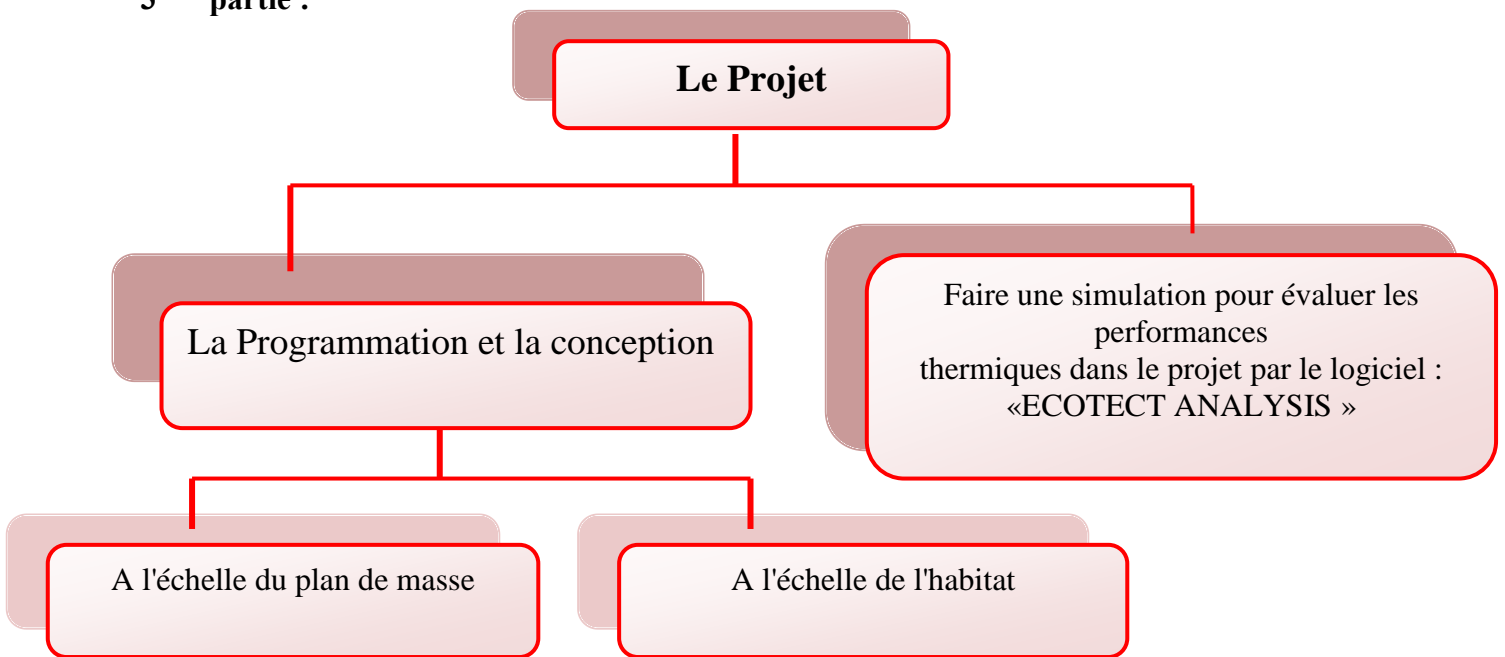 partie :
Le Projet
La Programmation et la conception
Faire une simulation pour évaluer les
performances
thermiques dans le projet par le logiciel :
«ECOTECT ANALYSIS »
A l'échelle du plan de masse
A l'échelle de l'habitat